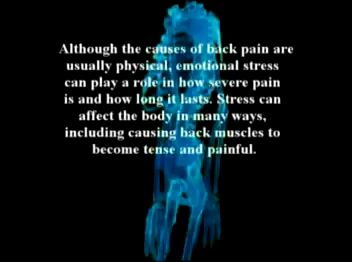 Although the causes of back pain are
usually physical, emotional stress
can play a role in how severe pain
is and how long it lasts. Stress can
affect the body in many ways,
including causing back muscles to
become tense and painful.